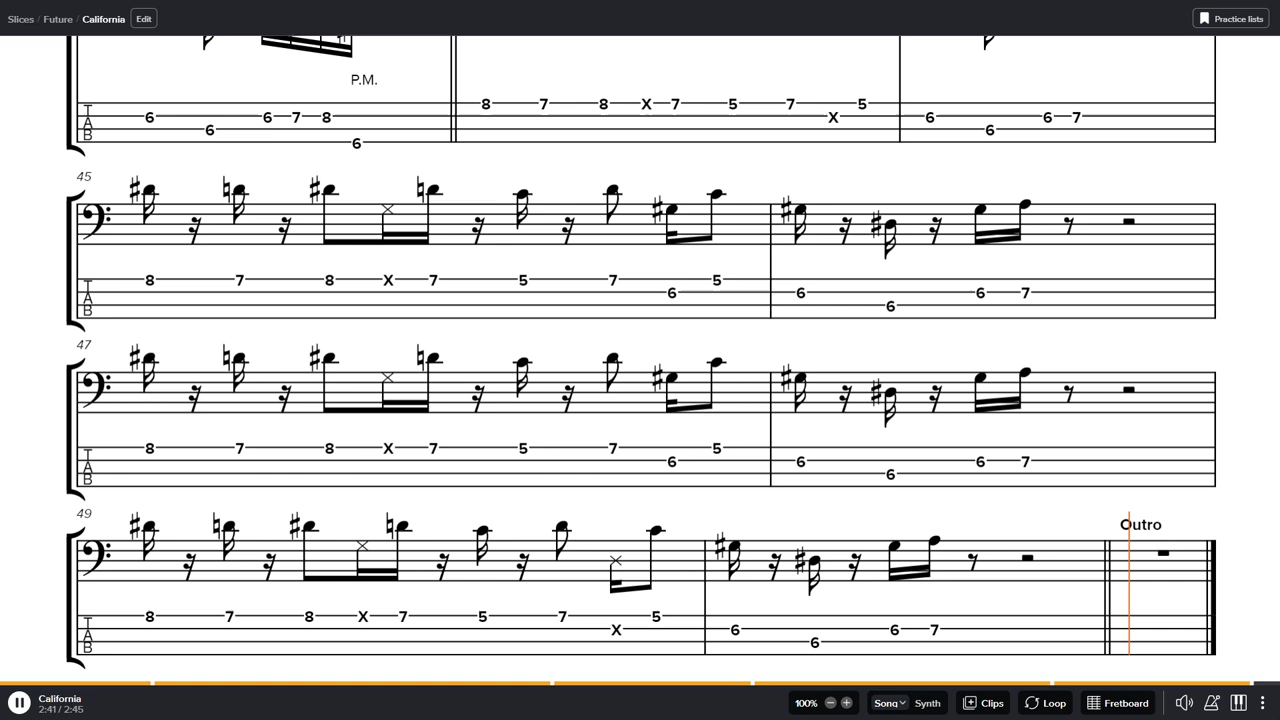 Slices / Future / California Edit Practice lists
P.M.
8 7 8 X 7 5 7 5
6 6 7 8 X 6 6 7
6 6
6
45
8 7 8 X 7 5 7 5
6 6 6 7
6
47
8 7 8 X 7 5 7 5
6 6 6 7
6
49 Outro
8 7 8 X 7 5 7 5
X 6 6 7
6
T
A
B
California
2:41 / 2:45
100% Song Synth Clips Loop Fretboard